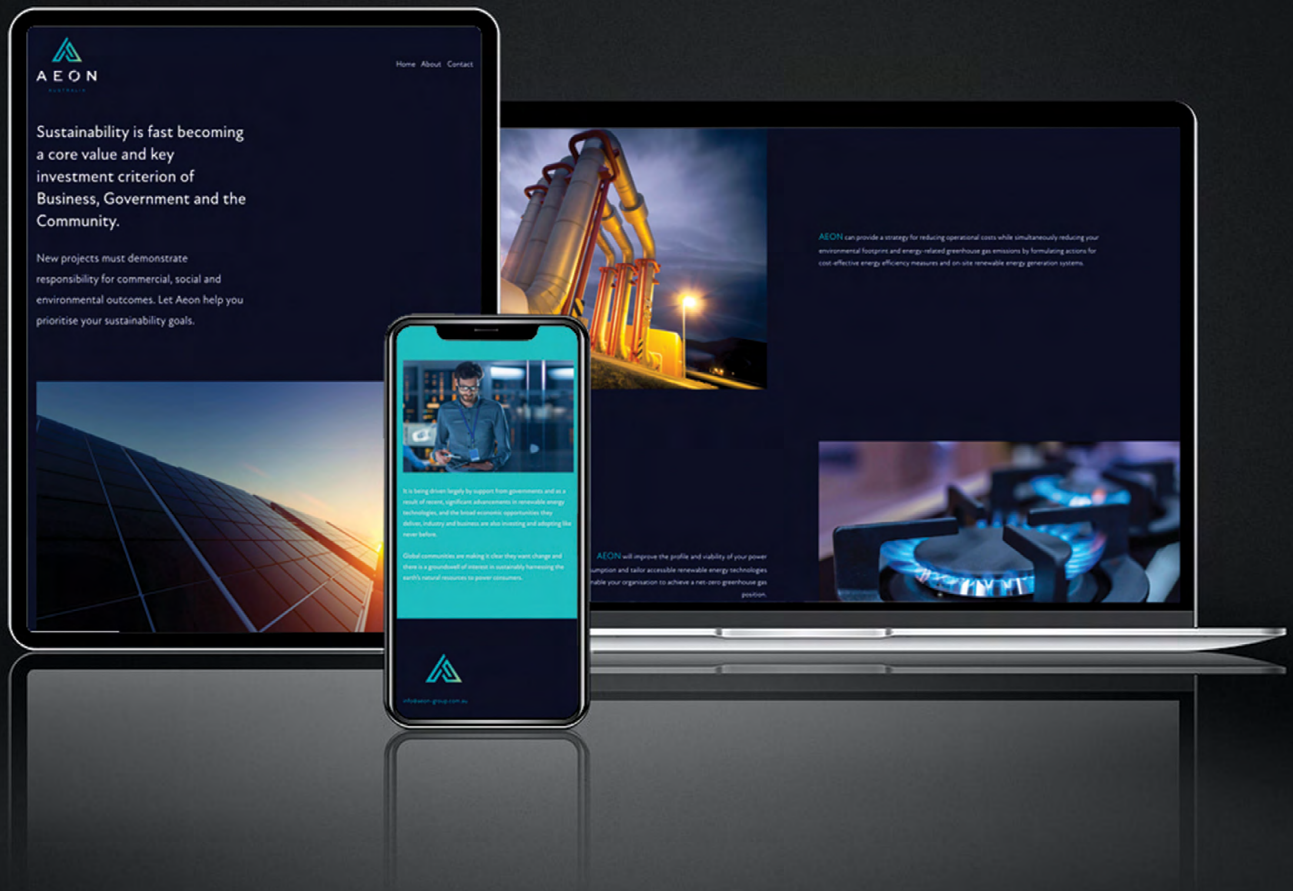 AEON
AUSTRALIA
Home About Contact
Sustainability is fast becoming
a core value and key
investment criterion of
Business, Government and the
Community.
New projects must demonstrate
responsibility for commercial, social and
environmental outcomes. Let Aeon help you
prioritise your sustainability goals.
It is being driven largely by support from governments and as a
result of recent, significant advancements in renewable energy
technologies, and the broad economic opportunities they
deliver, industry and business are also investing and adopting like
never before.
Global communities are making it clear they want change and
there is a groundswell of interest in sustainably harnessing the
earth's natural resources to power consumers.
info@aeon-group.com.au
AEON can provide a strategy for reducing operational costs while simultaneously reducing your
environmental footprint and energy-related greenhouse gas emissions by formulating actions for
cost-effective energy efficiency measures and on-site renewable energy generation systems.
AEON will improve the profile and viability of your power
umption and tailor accessible renewable energy technologies
nable your organisation to achieve a net-zero greenhouse gas
position.